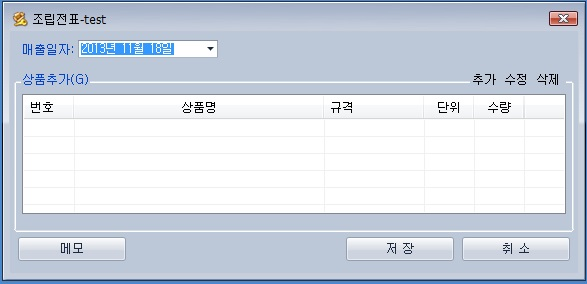 조립전표-test
매출일자: 2013년 11월 18일
상품추가(G) 추가 수정 삭제
번호 상품명 규격 단위 수량
메모 저 장 취 소